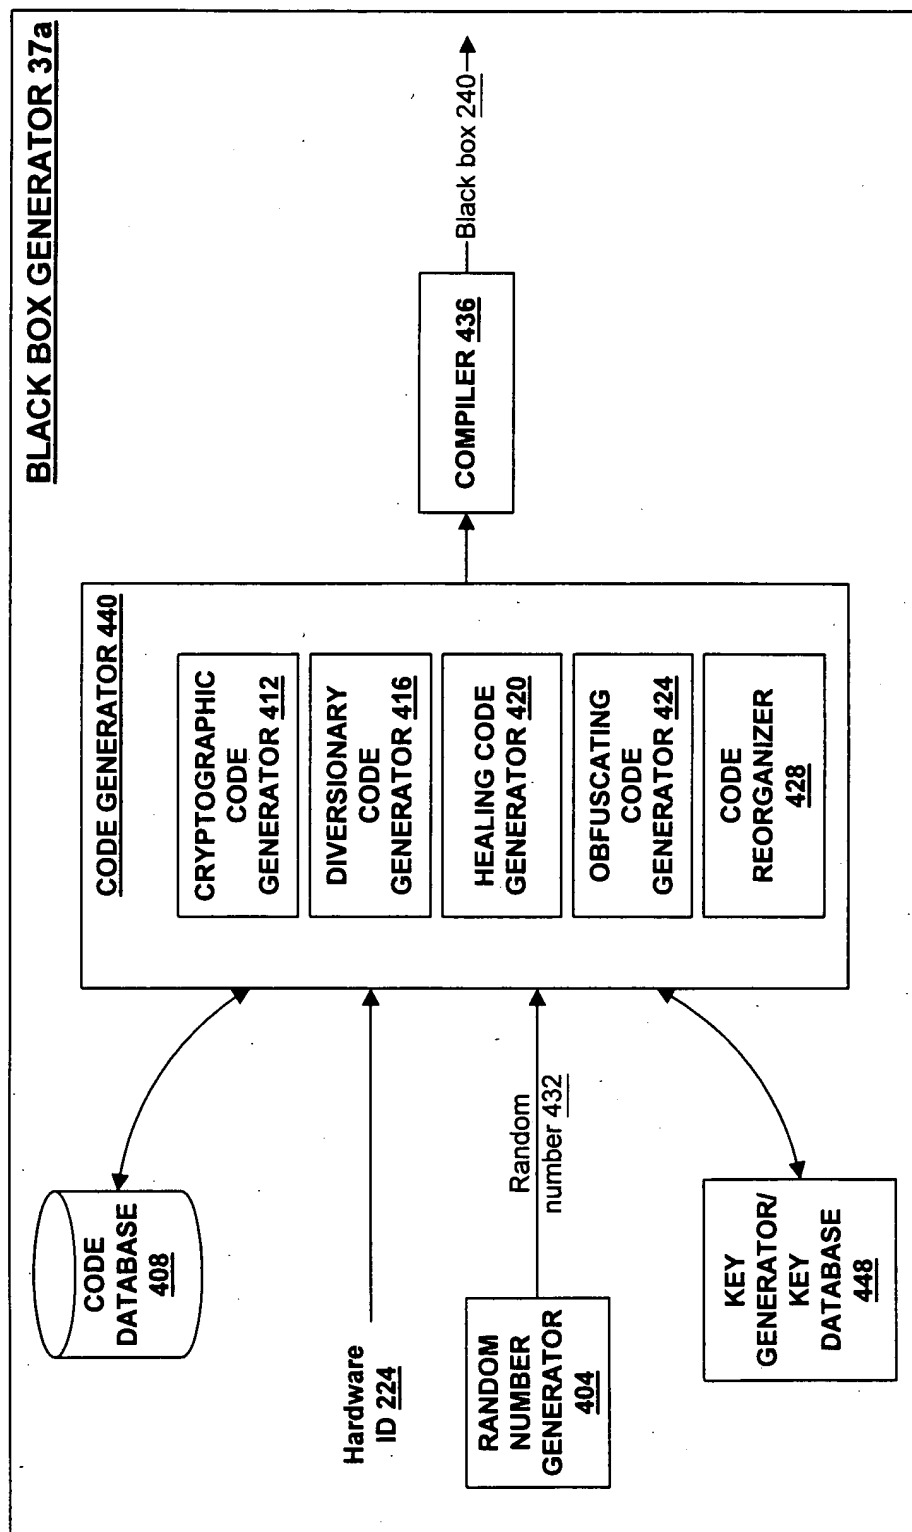 BLACK BOX GENERATOR 37a
CODE
DATABASE
408
Hardware
ID 224
RANDOM
NUMBER
GENERATOR
404
Random
number 432
KEY
GENERATOR/
KEY
DATABASE
448
CODE GENERATOR 440
CRYPTOGRAPHIC
CODE
GENERATOR 412
DIVERSIONARY
CODE
GENERATOR 416
HEALING CODE
GENERATOR 420
OBFUSCATING
CODE
GENERATOR 424
CODE
REORGANIZER
428
COMPILER 436
Black box 240